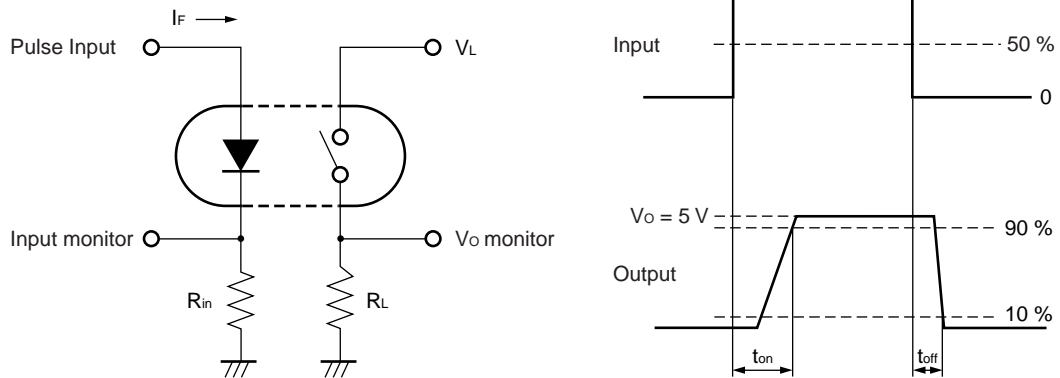 IF
Pulse Input
VL
Input monitor
VO monitor
Rin
RL
Input
50 %
0
VO = 5 V
90 %
Output
10 %
ton
toff